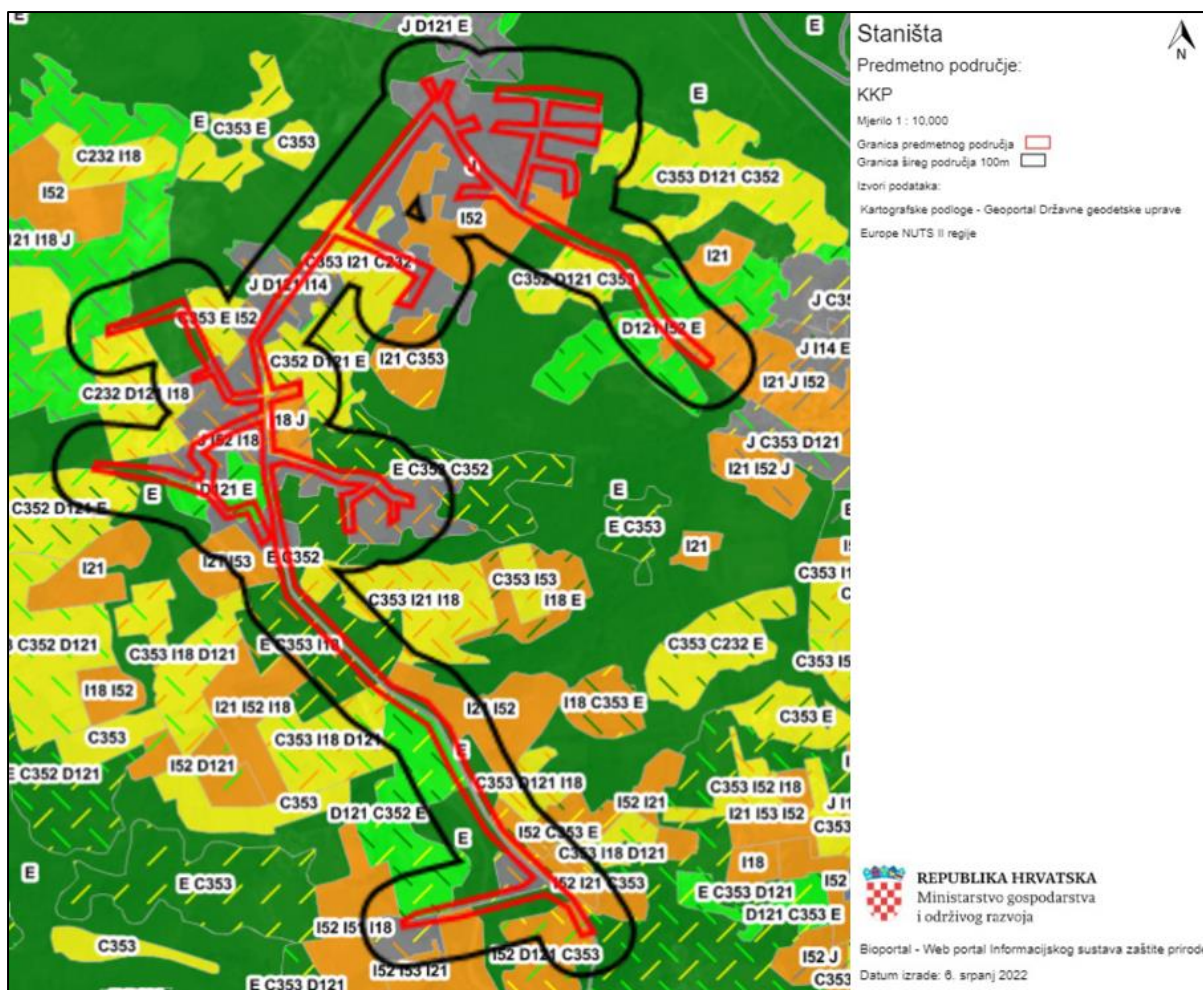 Staništa
Predmetno područje:
KKP
Mjerilo 1 : 10,000
Granica predmetnog područja
Granica šireg područja 100m
Izvori podataka:
Kartografske podloge - Geoportal Državne geodetske uprave
Europe NUTS II regije
N
REPUBLIKA HRVATSKA
Ministarstvo gospodarstva
i održivog razvoja
Bioportal - Web portal Informacijskog sustava zaštite prirode
Datum izrade: 6. srpanj 2022
E
J D121 E
E
E
E
C353 E
C353
C232 I18
I52
C353 D121 C352
J
I52
121 I18 J
I21
C353 I21 C232
J D121 I14
C352 D121 C353
C353 E I52
D121 I52 E
J I14 E
C352 D121 E
I21 C353
I21 J I52
C232 D121 I18
I18 J
J I52 I18
J C353 D121
I21 I52 J
E C353 C352
E
D121 E
E
C352 D121 E
E C353
I21
E C352
I21
I21 I53
C353 I53
I18 E
C353 I21 I18
C352 D121
C353 I18 D121
E C353 I18
C353 C232 E
I18 I52
I21 I52 I18
I21 I52
I18 C353 E
C353 E
C353
C353 I18 D121
E
I52 D121
E C352 D121
C353 D121 I18
C353 I52 I18
C353
D121 C352 E
I52 I21
I21 I53 I52
I52 C353 E
E
C353 I18 D121
I18
E
E C353
I52 I21 C353
E C353 D121
D121 C353 E
I52 I51 I18
C353
I52 D121 C353
I52 J
I52 I53 I21
E C353 D121